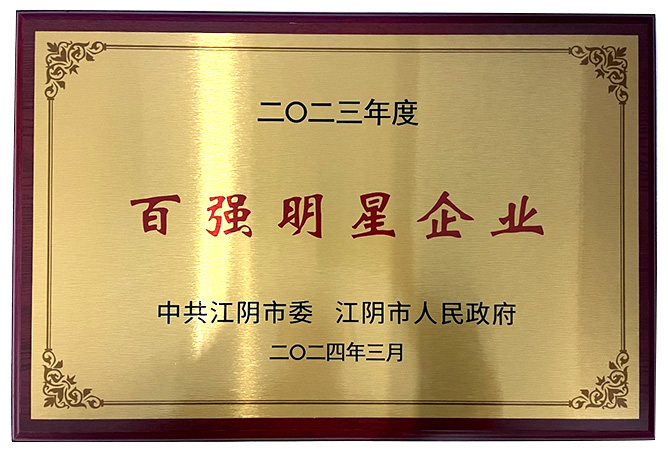 二〇二三年度
百强明星企业
中共江阴市委 江阴市人民政府
二〇二四年三月